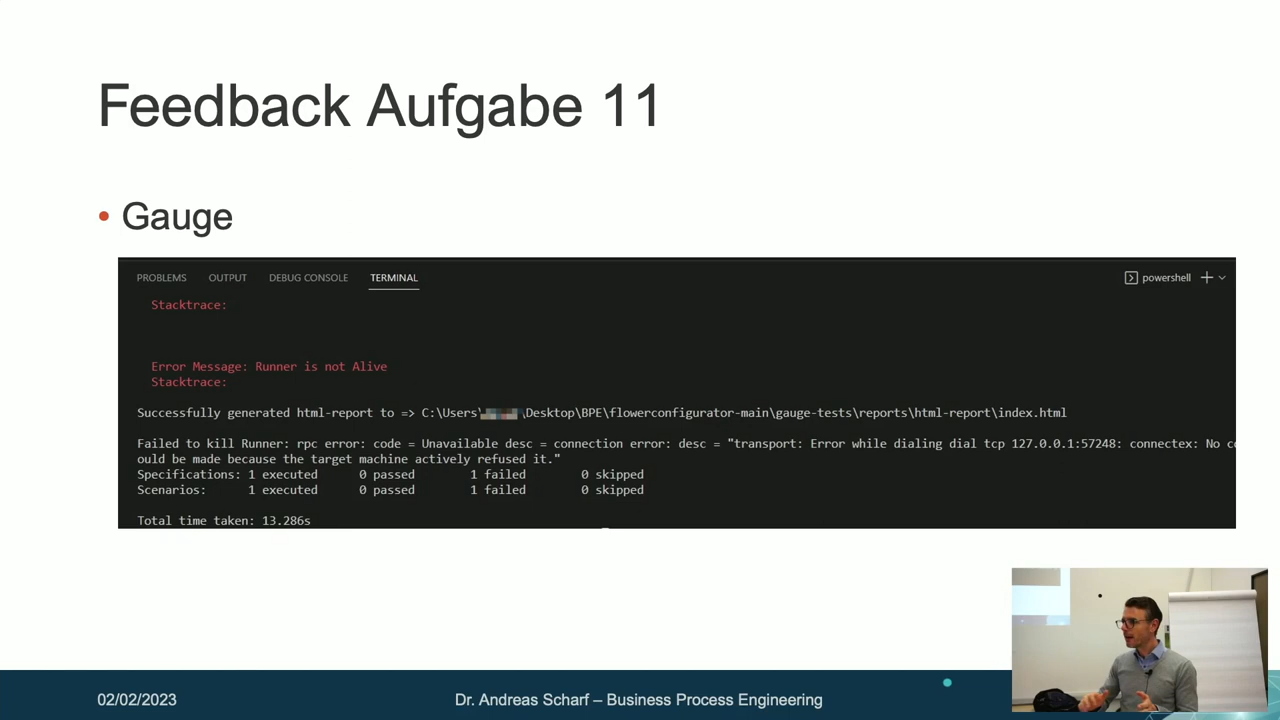 Feedback Aufgabe 11
• Gauge
PROBLEMS OUTPUT DEBUG CONSOLE TERMINAL powershell
Stacktrace:
Error Message: Runner is not Alive
Stacktrace:
Successfully generated html-report to => C:\Users\ \Desktop\BPE\flowerconfigurator-main\gauge-tests\reports\html-report\index.html
Failed to kill Runner: rpc error: code = Unavailable desc = connection error: desc = "transport: Error while dialing dial tcp 127.0.0.1:57248: connectex: No c
ould be made because the target machine actively refused it."
Specifications: 1 executed 0 passed 1 failed 0 skipped
Scenarios: 1 executed 0 passed 1 failed 0 skipped
Total time taken: 13.286s
02/02/2023 Dr. Andreas Scharf – Business Process Engineering